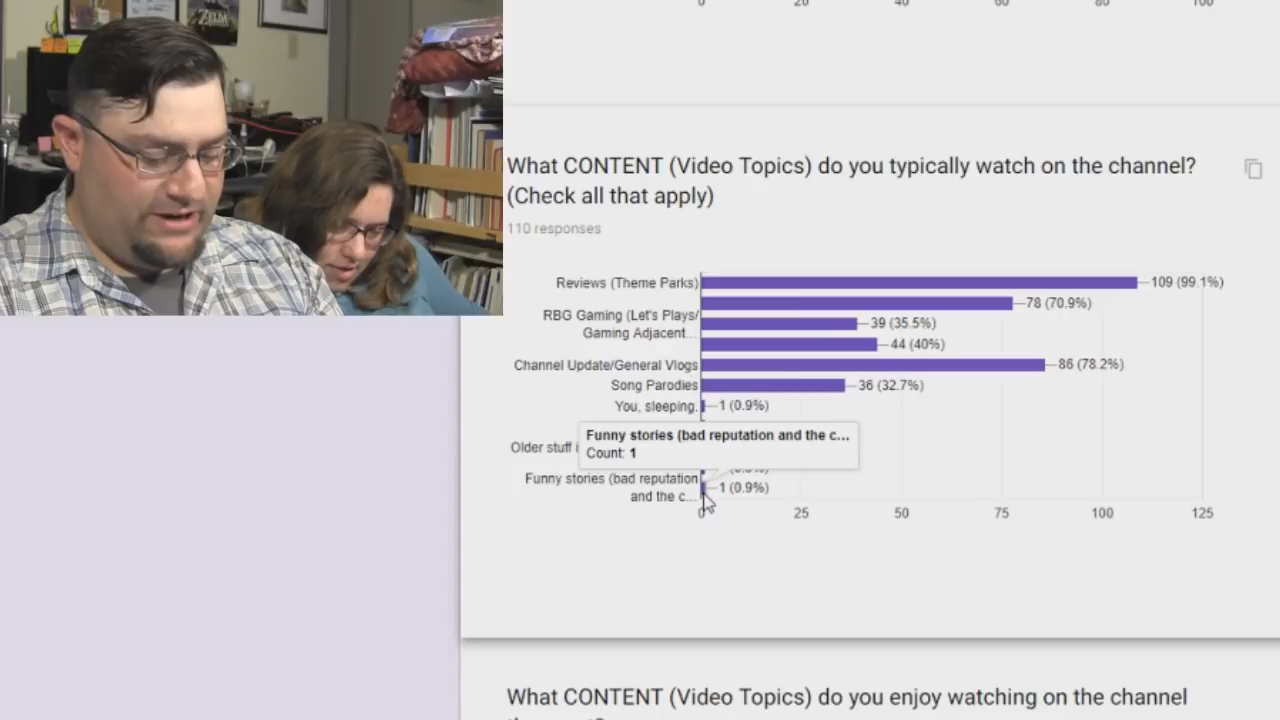 ZELDA
0 20 40 60 80 100
What CONTENT (Video Topics) do you typically watch on the channel?
(Check all that apply)
110 responses
Reviews (Theme Parks) 109 (99.1%)
78 (70.9%)
RBG Gaming (Let's Plays/
Gaming Adjacent...
39 (35.5%)
44 (40%)
Channel Update/General Vlogs 86 (78.2%)
Song Parodies 36 (32.7%)
You, sleeping. 1 (0.9%)
Funny stories (bad reputation and the c...
Count: 1
Older stuff i
Funny stories (bad reputation
and the c...
1 (0.9%)
0 25 50 75 100 125
What CONTENT (Video Topics) do you enjoy watching on the channel